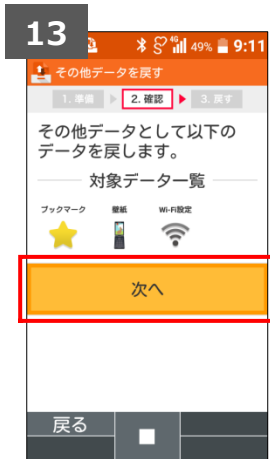 13
4G 49% 9:11
その他データを戻す
1. 準備 2. 確認 3. 戻す
その他データとして以下の
データを戻します。
対象データ一覧
ブックマーク 壁紙 Wi-Fi設定
次へ
戻る